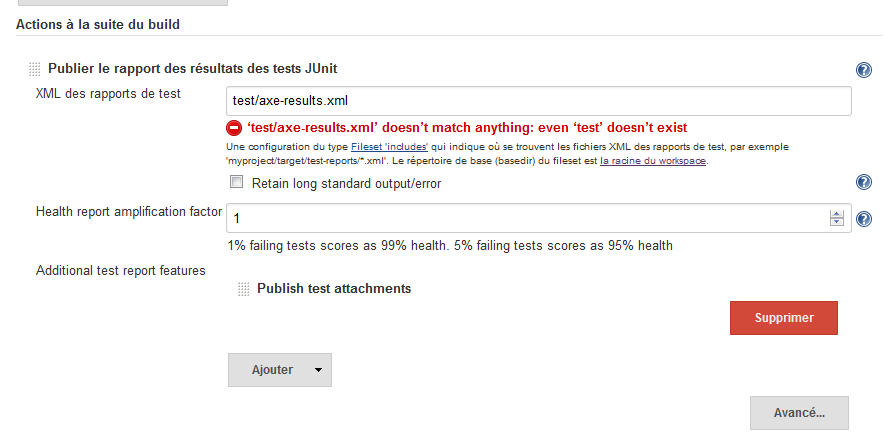 Actions à la suite du build
Publier le rapport des résultats des tests JUnit
XML des rapports de test
test/axe-results.xml
‘test/axe-results.xml’ doesn’t match anything: even ‘test’ doesn’t exist
Une configuration du type Fileset 'includes' qui indique où se trouvent les fichiers XML des rapports de test, par exemple
'myproject/target/test-reports/*.xml'. Le répertoire de base (basedir) du fileset est la racine du workspace.
Retain long standard output/error
Health report amplification factor
1
1% failing tests scores as 99% health. 5% failing tests scores as 95% health
Additional test report features
Publish test attachments
Supprimer
Ajouter
Avancé...